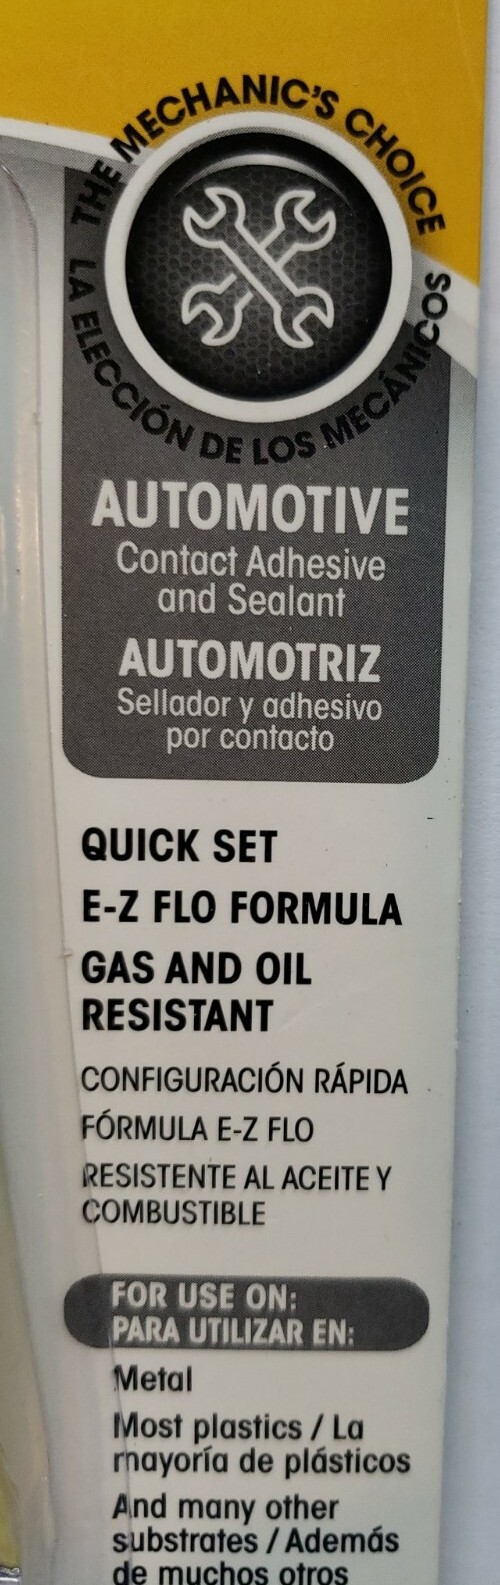 THE MECHANIC'S CHOICE
LA ELECCIÓN DE LOS MECÁNICOS
AUTOMOTIVE
Contact Adhesive
and Sealant
AUTOMOTRIZ
Sellador y adhesivo
por contacto
QUICK SET
E-Z FLO FORMULA
GAS AND OIL
RESISTANT
CONFIGURACIÓN RÁPIDA
FÓRMULA E-Z FLO
RESISTENTE AL ACEITE Y
COMBUSTIBLE
FOR USE ON:
PARA UTILIZAR EN:
Metal
Most plastics / La
mayoría de plásticos
And many other
substrates / Además
de muchos otros